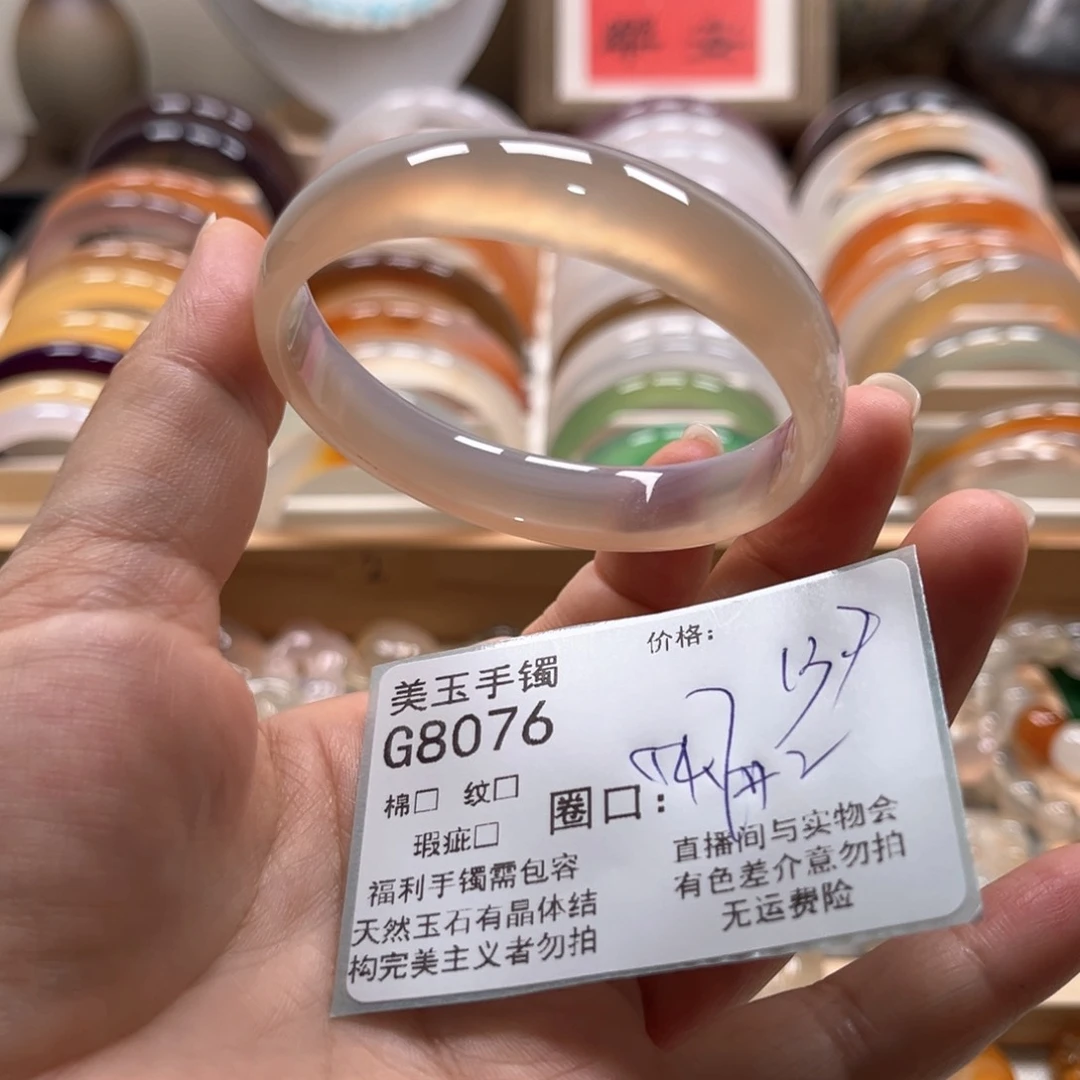 价格：
美玉手镯
G8076
棉□ 纹□
圈口：
瑕疵□
福利手镯需包容
天然玉石有晶体结
构完美主义者勿拍
直播间与实物会
有色差介意勿拍
无运费险